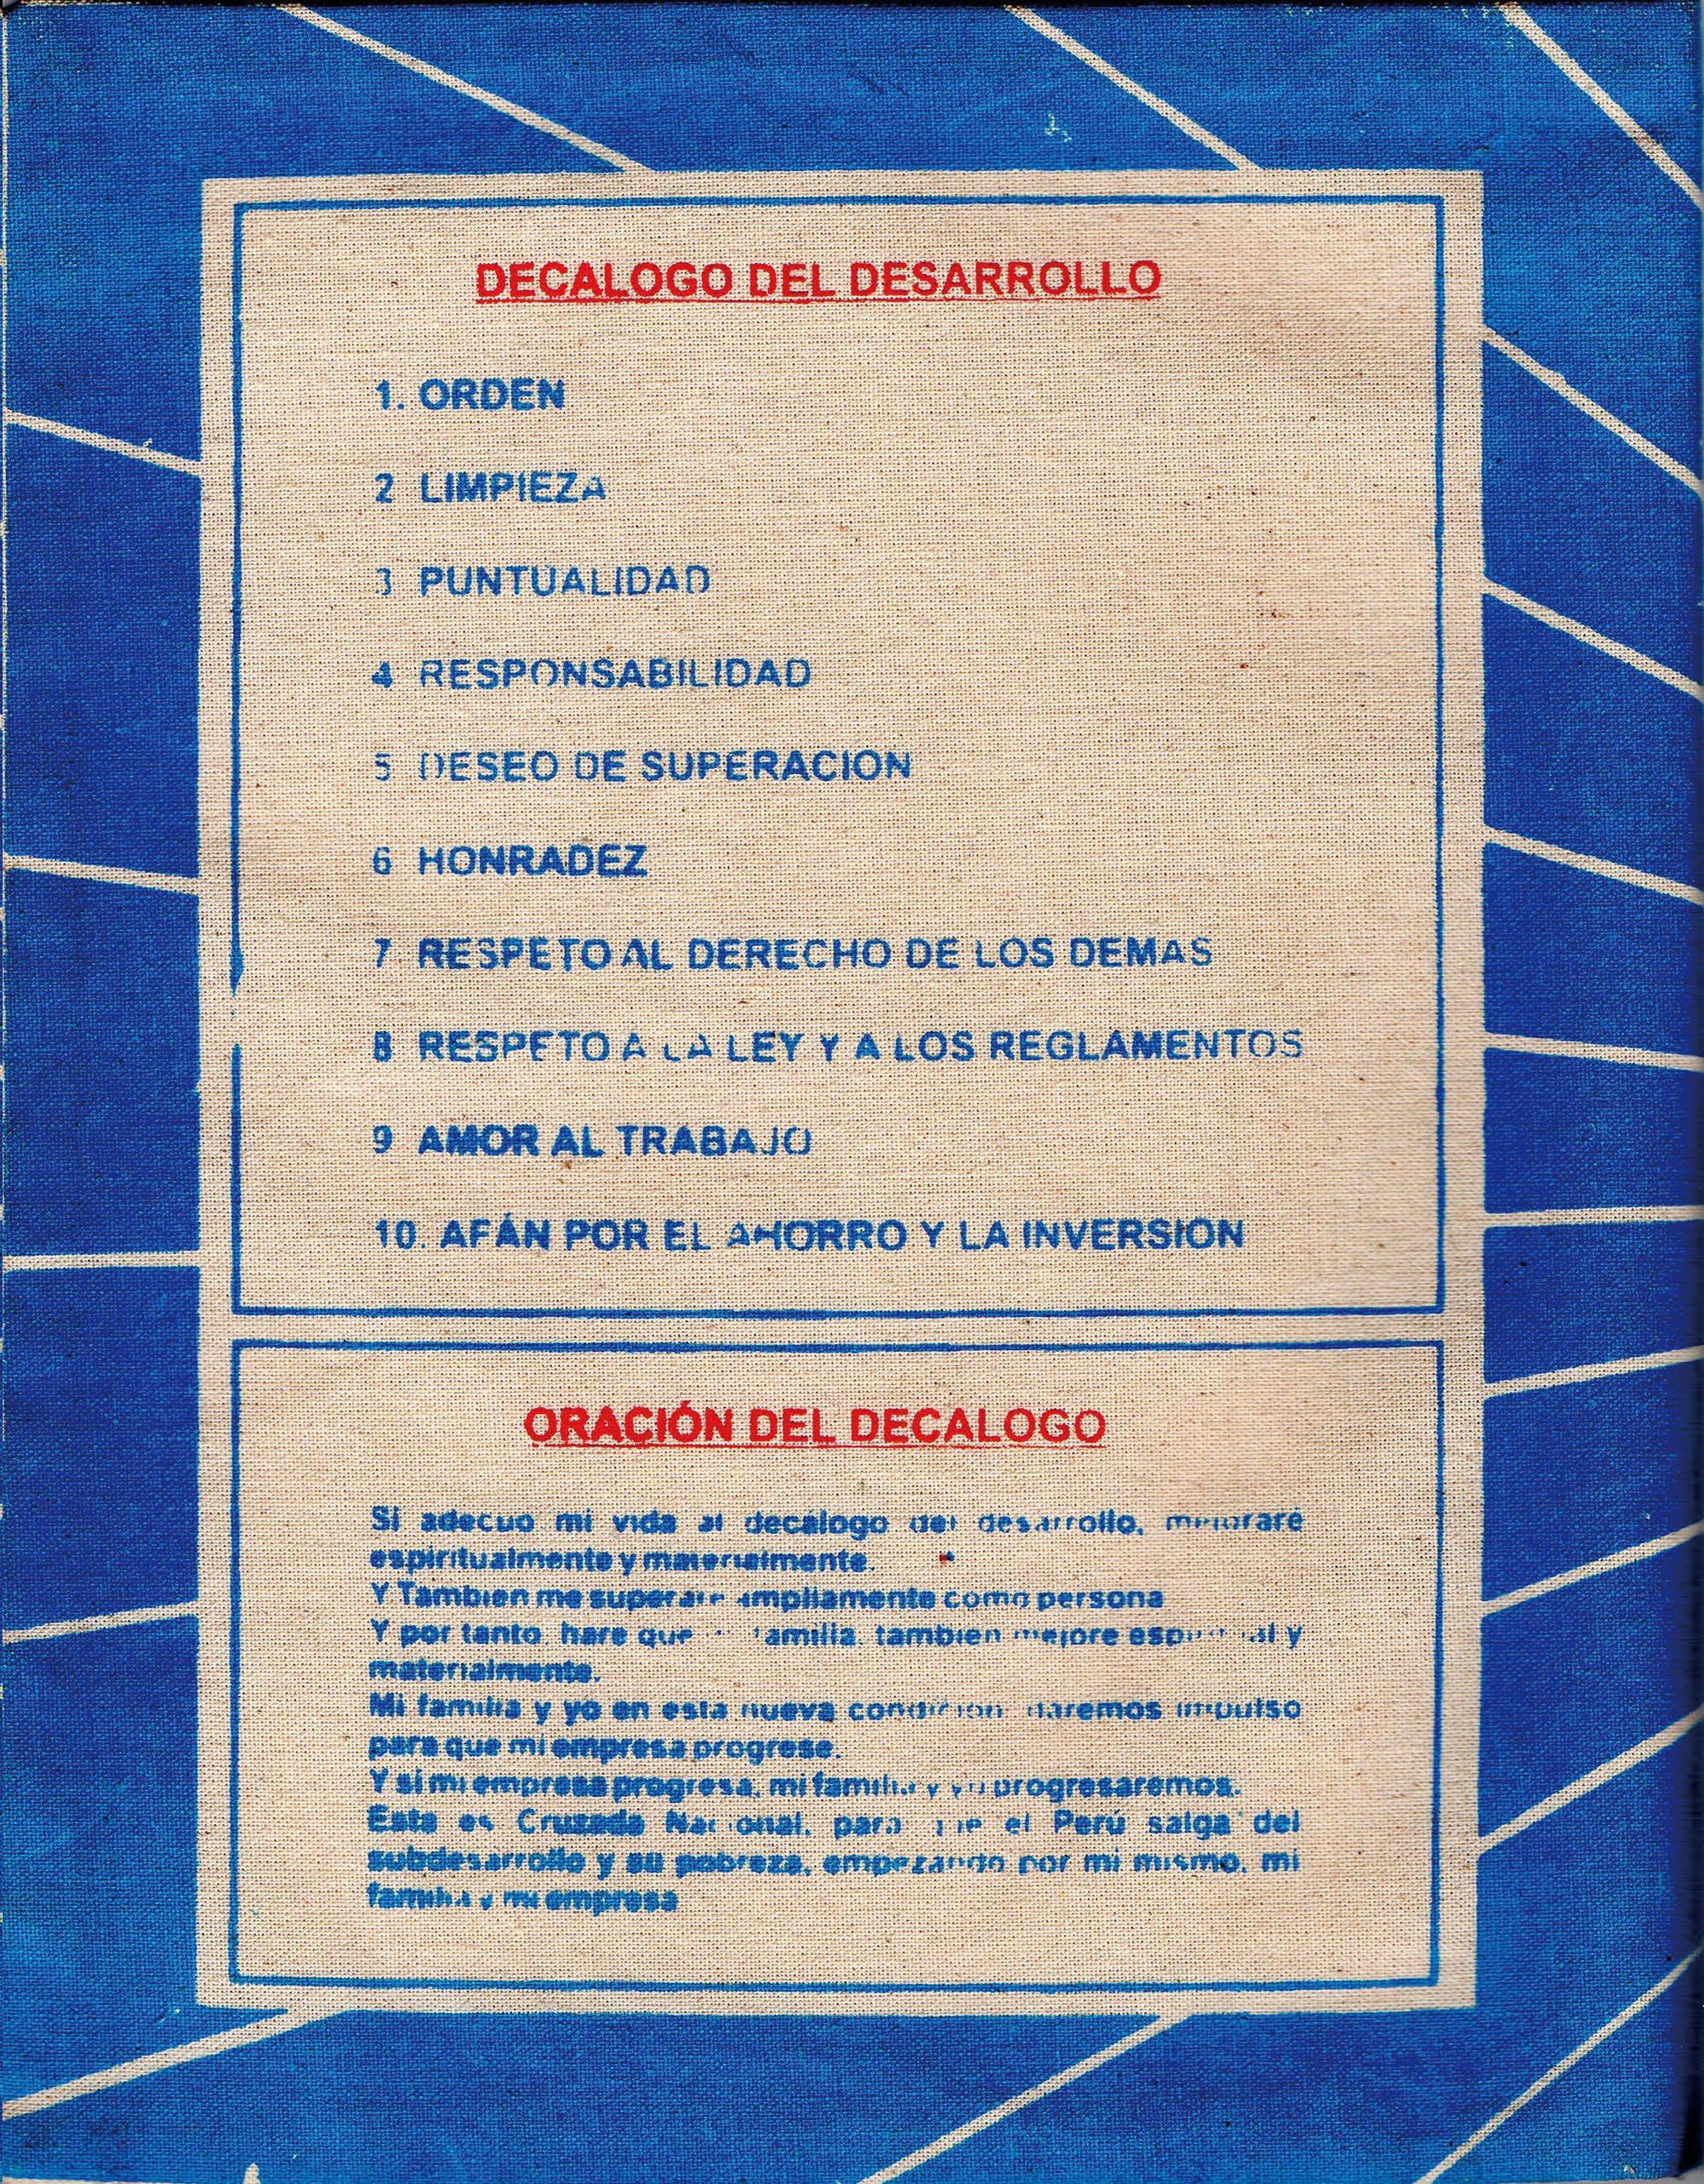 DECALOGO DEL DESARROLLO
1. ORDEN
2 LIMPIEZA
3 PUNTUALIDAD
4 RESPONSABILIDAD
5 DESEO DE SUPERACION
6 HONRADEZ
7 RESPETO AL DERECHO DE LOS DEMAS
8 RESPETO A LA LEY Y A LOS REGLAMENTOS
9 AMOR AL TRABAJO
10. AFÁN POR EL AHORRO Y LA INVERSIÓN
ORACIÓN DEL DECALOGO
Si adecuo mi vida al decálogo del desarrollo, mejoraré
espiritualmente y materialmente.
Y Tambien me superare ampliamente como persona
Y por tanto, hare que familia, tambien mejore espiritual y
materialmente.
Mi familia y yo en esta nueva condicion daremos impulso
para que mi empresa progrese.
Y si mi empresa progresa, mi familia y yo progresaremos.
Esta es Cruzada Nacional, para que el Perú salga del
subdesarrollo y su pobreza, empezando por mi mismo, mi
familia y mi empresa